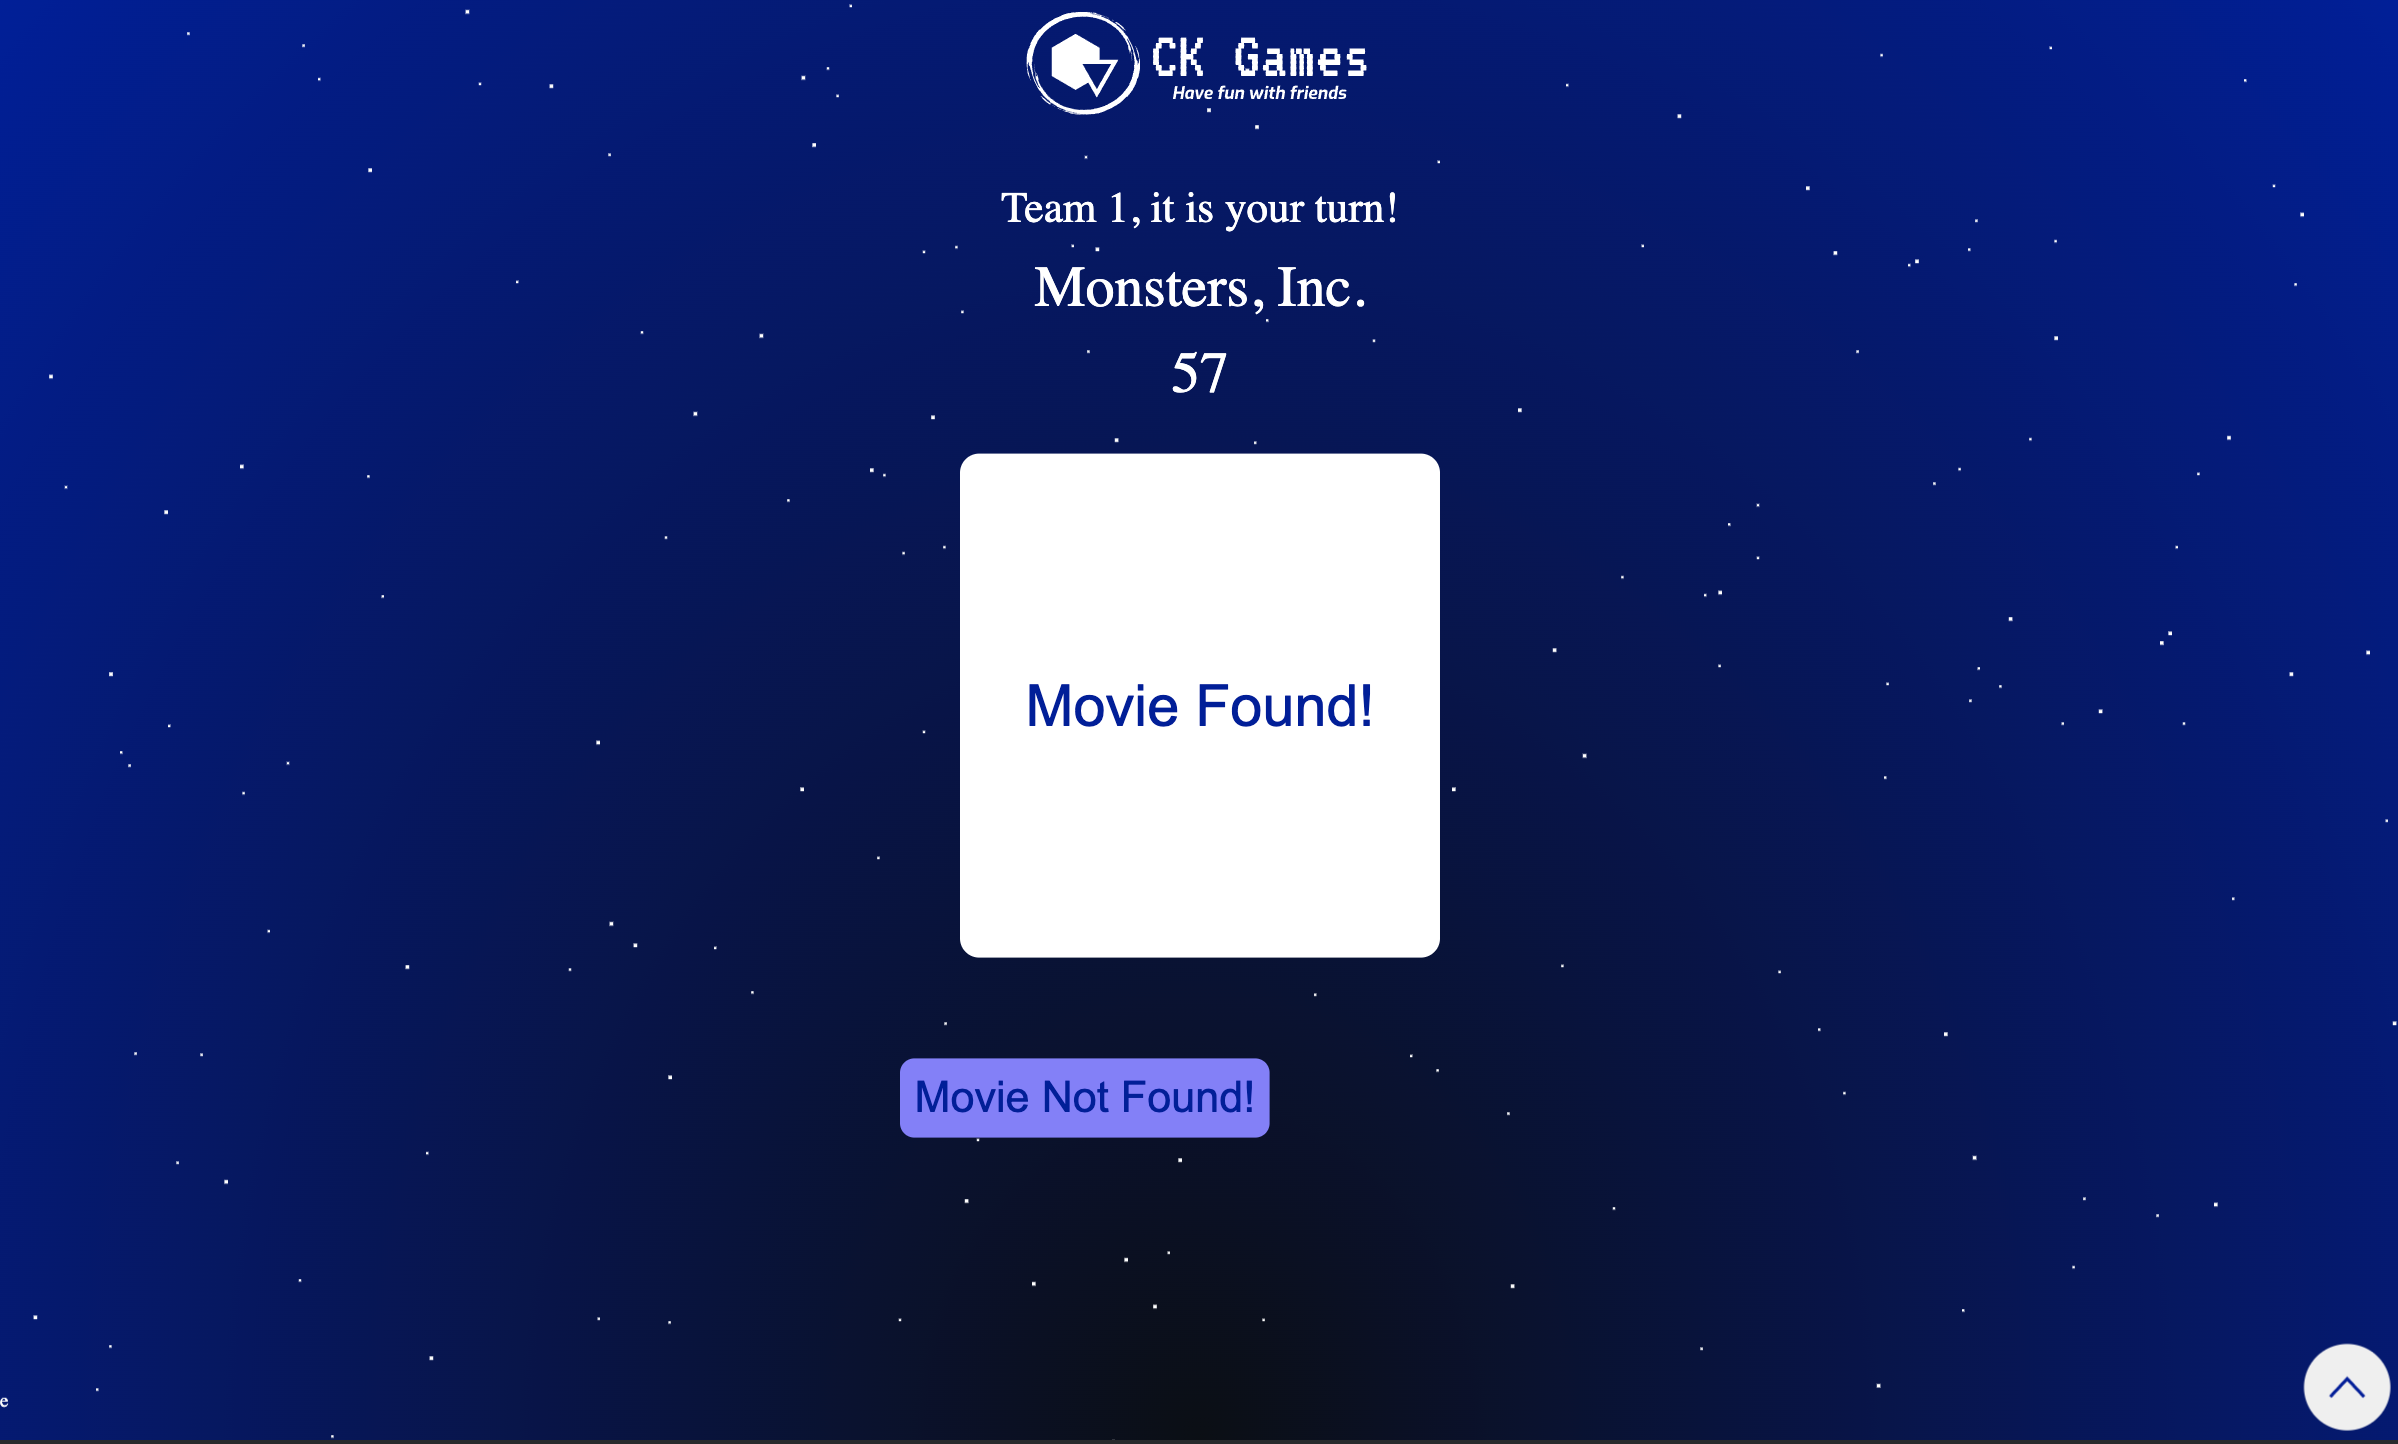 CK Games
Have fun with friends
Team 1, it is your turn!
Monsters, Inc.
57
Movie Found!
Movie Not Found!
e